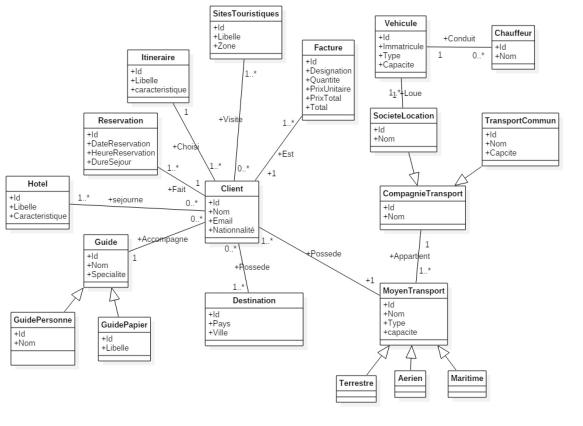 SitesTouristiques
+Id
+Libelle
+Zone
Vehicule
+Id
+Immatricule
+Type
+Capacite
+Conduit
1
0..*
Chauffeur
+Id
+Nom
Itineraire
+Id
+Libelle
+caracteristique
Facture
+Id
+Designation
+Quantite
+PrixUnitaire
+PrixTotal
+Total
1..*
+Visite
0..*
1
+Choisi
1..*
1..*
+Est
+1
+Loue
SocieteLocation
+Id
+Nom
TransportCommun
+Id
+Nom
+Capcite
Reservation
+Id
+DateReservation
+HeureReservation
+DureSejour
1..*
+Fait
1
Hotel
+Id
+Libelle
+Caracteristique
1..*
+sejourne
0..*
Client
+Id
+Nom
+Email
+Nationnalité
CompagnieTransport
+Id
+Nom
0..*
+Accompagne
1
Guide
+Id
+Nom
+Specialite
1
+Appartient
1..*
1..*
+Possede
+1
0..*
+Possede
1..*
Destination
+Id
+Pays
+Ville
MoyenTransport
+Id
+Nom
+Type
+capacite
GuidePersonne
+Id
+Nom
GuidePapier
+Id
+Libelle
Terrestre
Aerien
Maritime